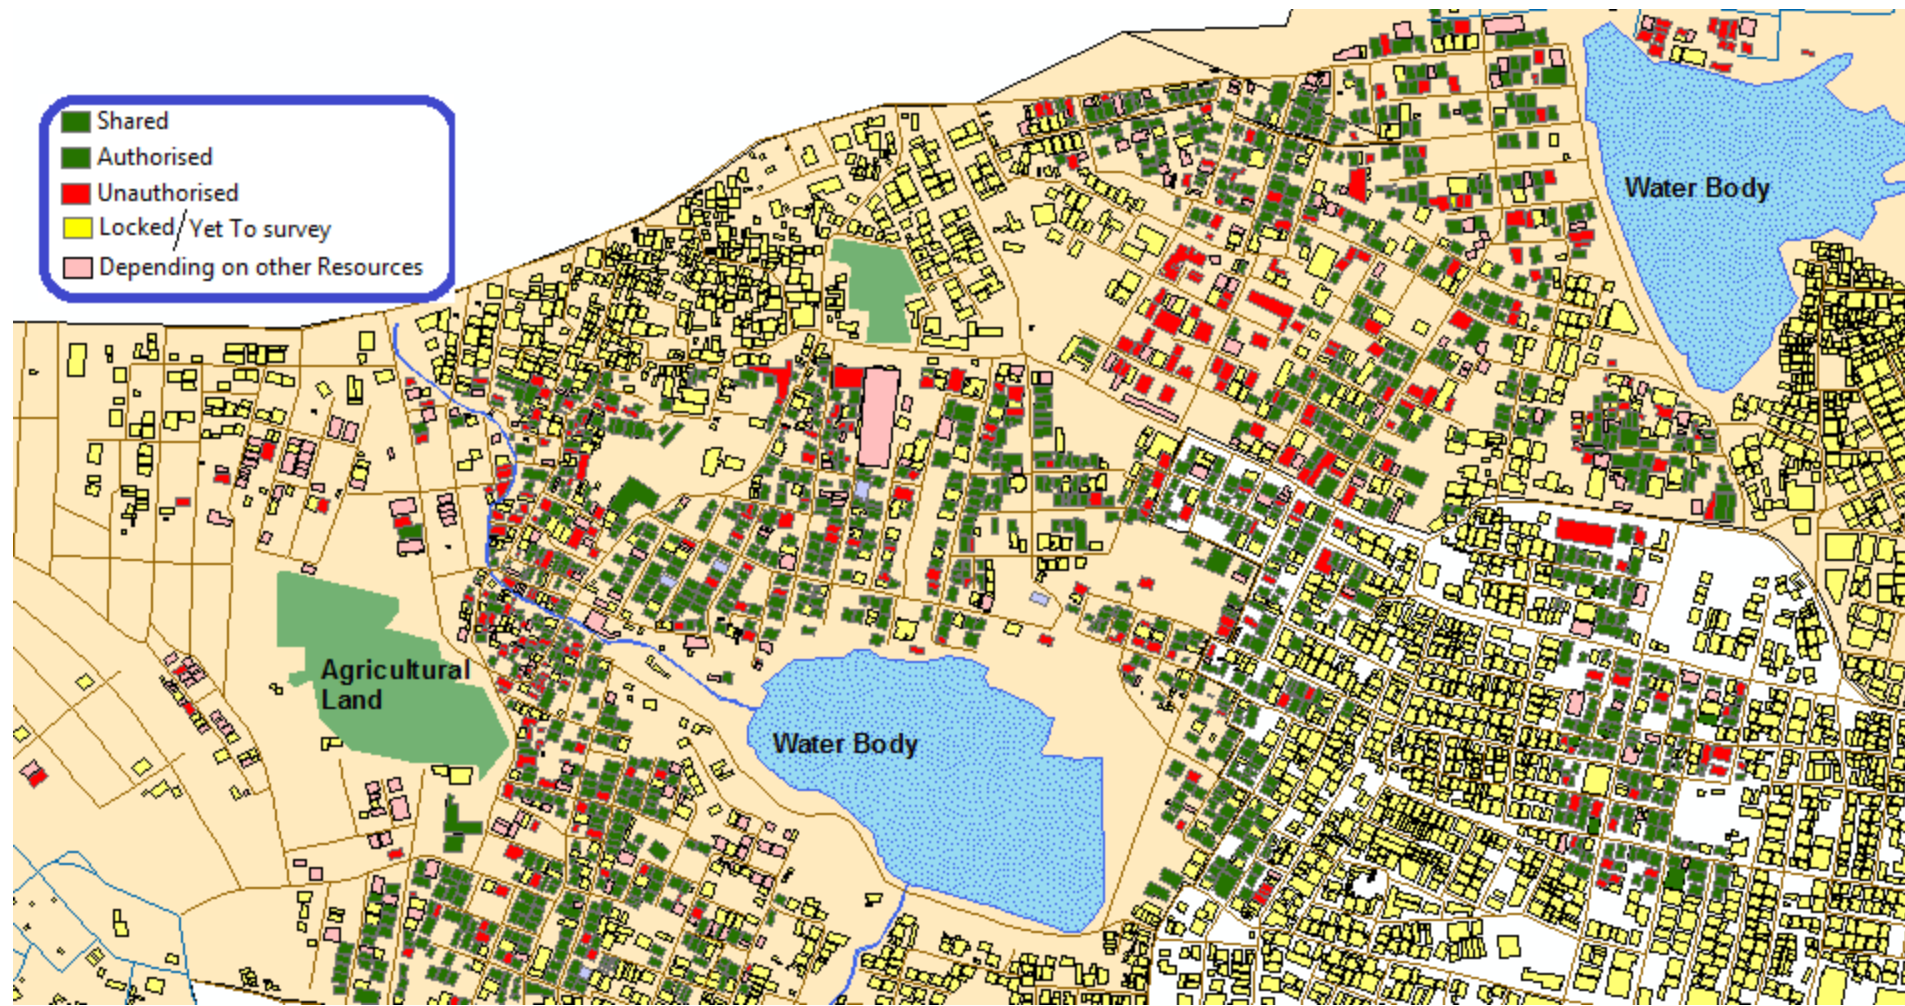 Shared
Authorised
Unauthorised
Locked/Yet To survey
Depending on other Resources
Water Body
Agricultural
Land
Water Body